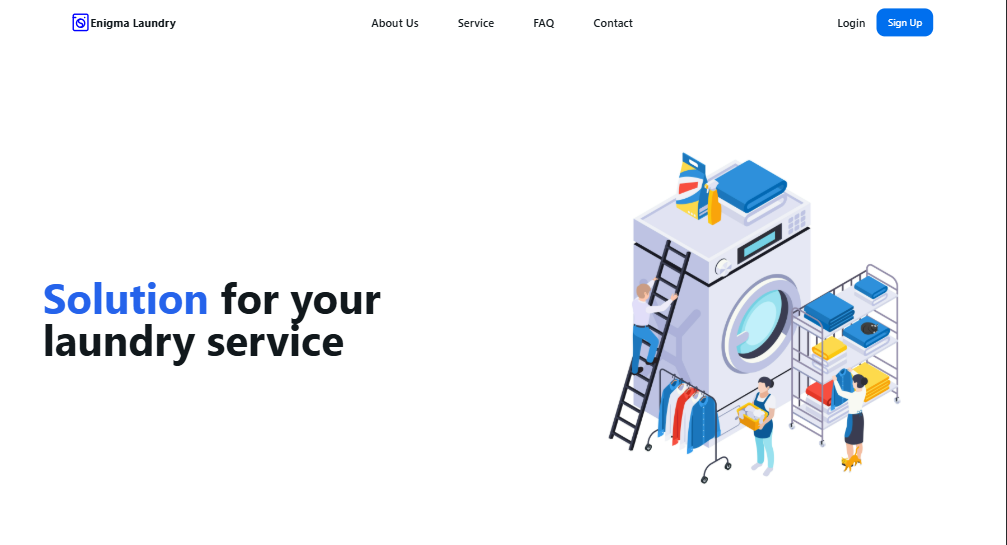 Enigma Laundry
About Us
Service
FAQ
Contact
Login
Sign Up
Solution for your
laundry service